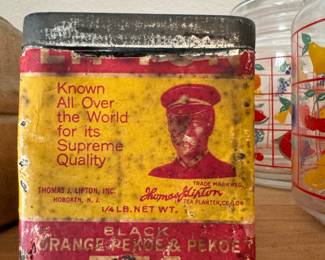 Known
All Over
the World
for its
Supreme
Quality
TRADE MARK REG.
THOMAS J. LIPTON, INC.
HOBOKEN, N. J.
Thomas J. Lipton
TEA PLANTER, CEYLON
1/4 LB. NET WT.
BLACK
ORANGE PEKOE & PEKOE